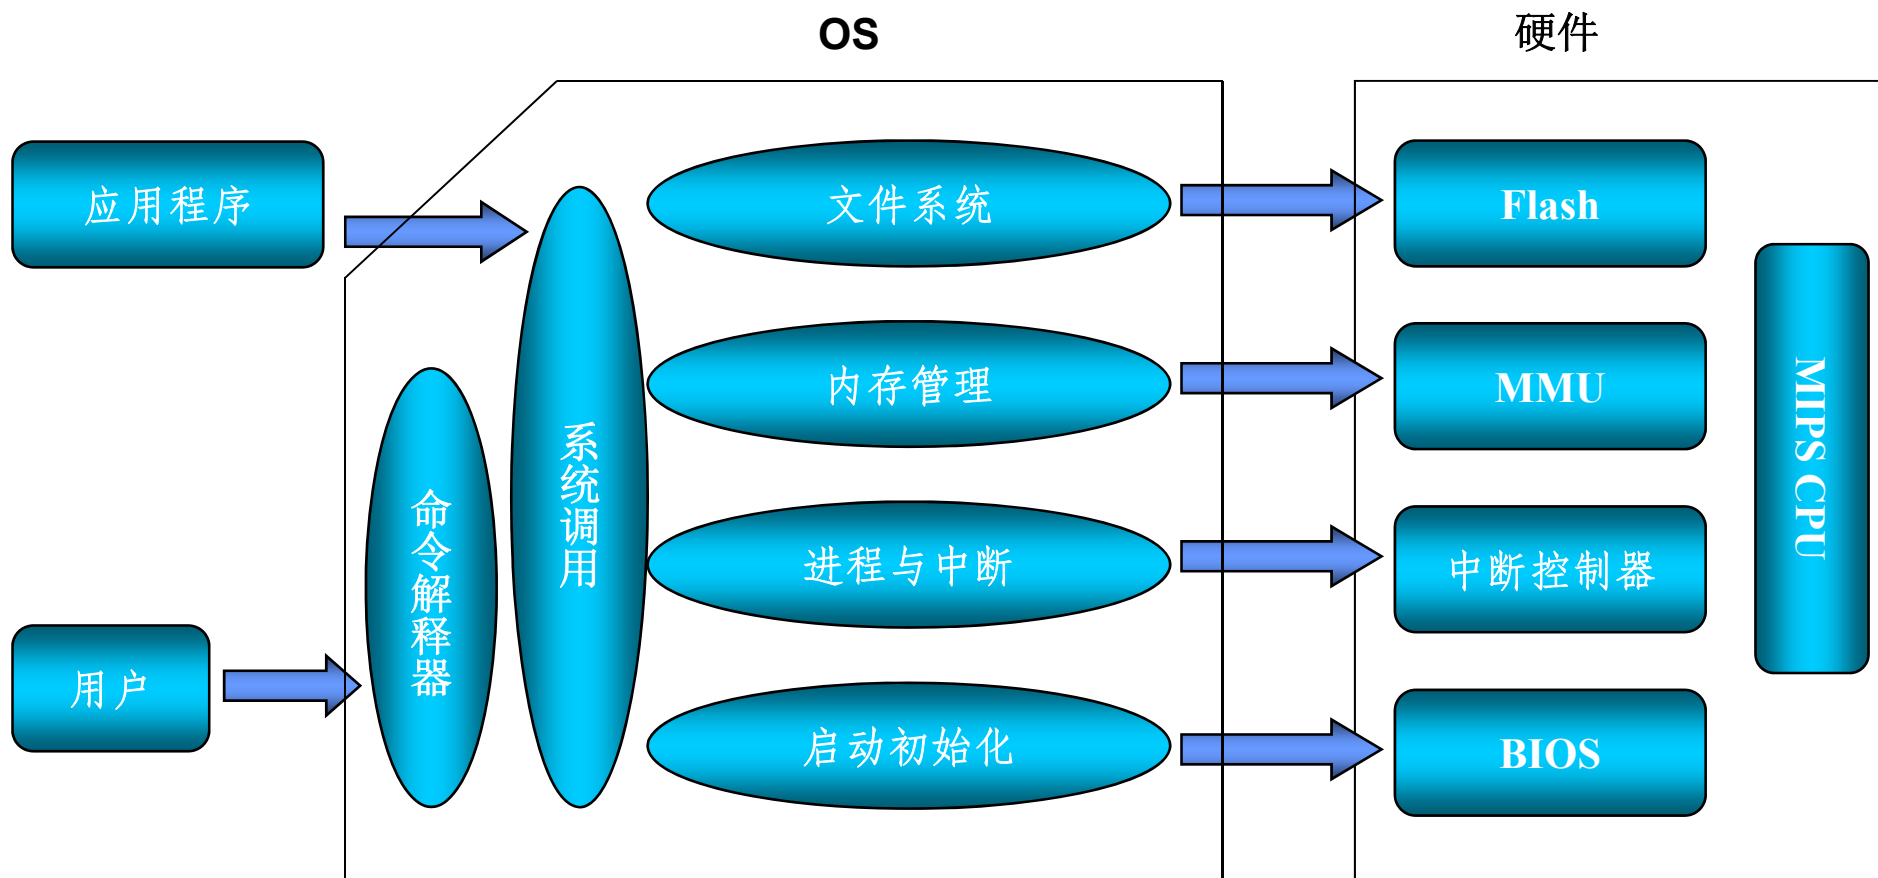 OS
硬件
应用程序
文件系统
Flash
内存管理
MMU
系统调用
命令解释器
进程与中断
中断控制器
MIPS CPU
用户
启动初始化
BIOS